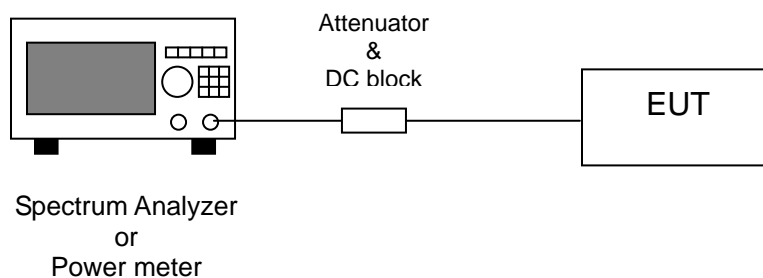 Attenuator
&
DC block
EUT
Spectrum Analyzer
or
Power meter